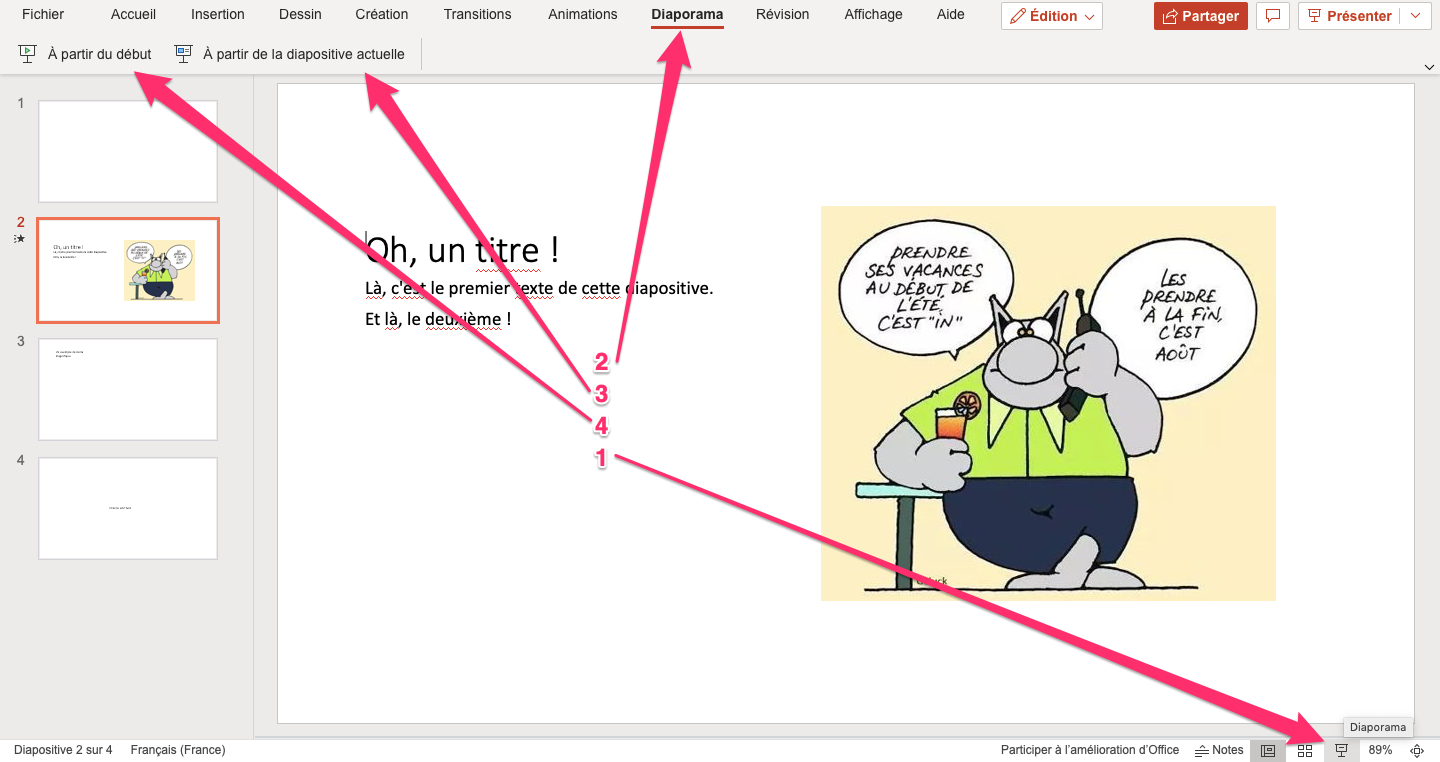 Fichier Accueil Insertion Dessin Création Transitions Animations Diaporama Révision Affichage Aide Édition Partager Présenter
À partir du début À partir de la diapositive actuelle
1
2
Oh, un titre !
3
4
Oh, un titre !
Là, c'est le premier texte de cette diapositive.
Et là, le deuxième !
2
3
4
1
PRENDRE
SES VACANCES
AU DÉBUT DE
L'ÉTÉ,
C'EST "IN"
LES
PRENDRE
À LA FIN,
C'EST
AOÛT
Diaporama
Diapositive 2 sur 4 Français (France) Participer à l'amélioration d'Office Notes 89%